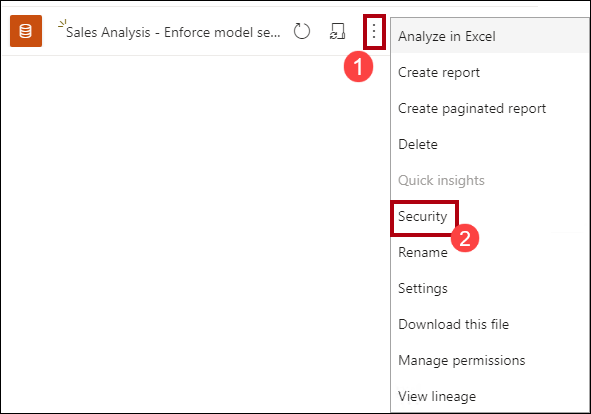 Sales Analysis - Enforce model se...
1
Analyze in Excel
Create report
Create paginated report
Delete
Quick insights
Security
2
Rename
Settings
Download this file
Manage permissions
View lineage